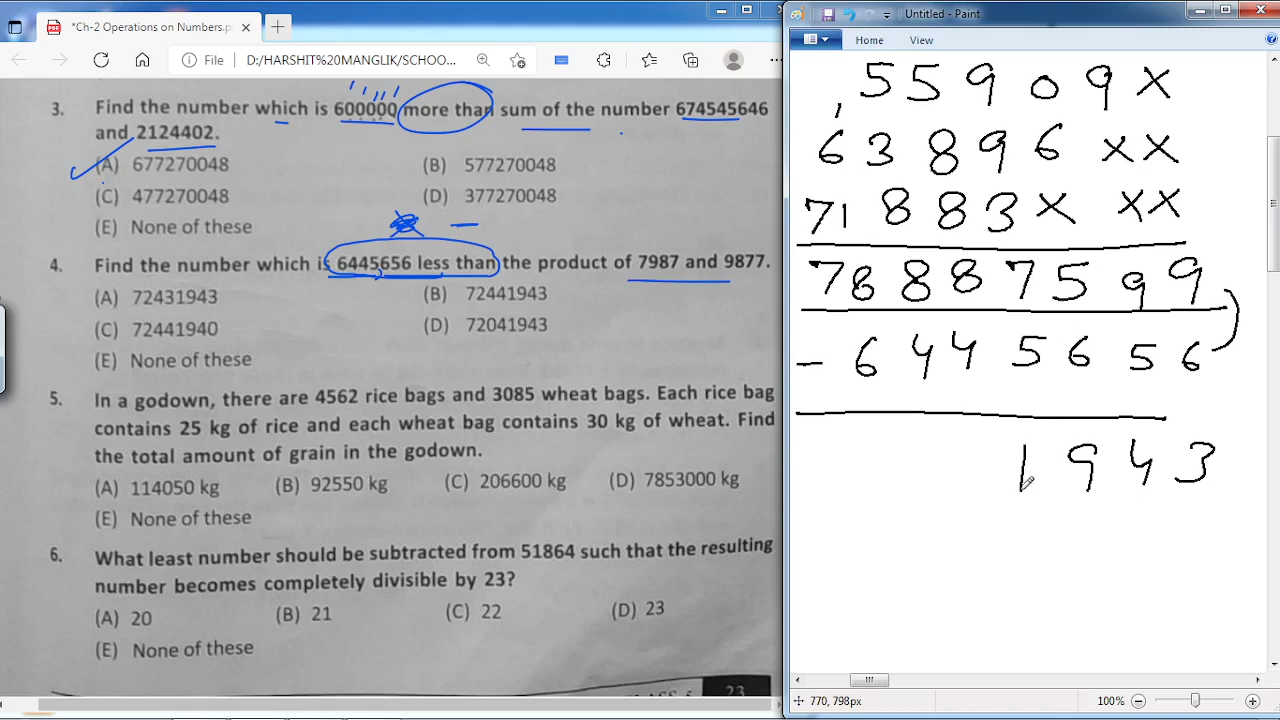 *Ch-2 Operations on Numbers.p
Untitled - Paint
File D:/HARSHIT%20MANGLIK/SCHOO...
Home View
3. Find the number which is 600000 more than sum of the number 674545646
and 2124402.
(A) 677270048 (B) 577270048
(C) 477270048 (D) 377270048
(E) None of these
4. Find the number which is 6445656 less than the product of 7987 and 9877.
(A) 72431943 (B) 72441943
(C) 72441940 (D) 72041943
(E) None of these
5. In a godown, there are 4562 rice bags and 3085 wheat bags. Each rice bag
contains 25 kg of rice and each wheat bag contains 30 kg of wheat. Find
the total amount of grain in the godown.
(A) 114050 kg (B) 92550 kg (C) 206600 kg (D) 7853000 kg
(E) None of these
6. What least number should be subtracted from 51864 such that the resulting
number becomes completely divisible by 23?
(A) 20 (B) 21 (C) 22 (D) 23
(E) None of these
23
55909X
63896XX
71883XXX
78887599
- 6445656
1943
770, 798px
100%